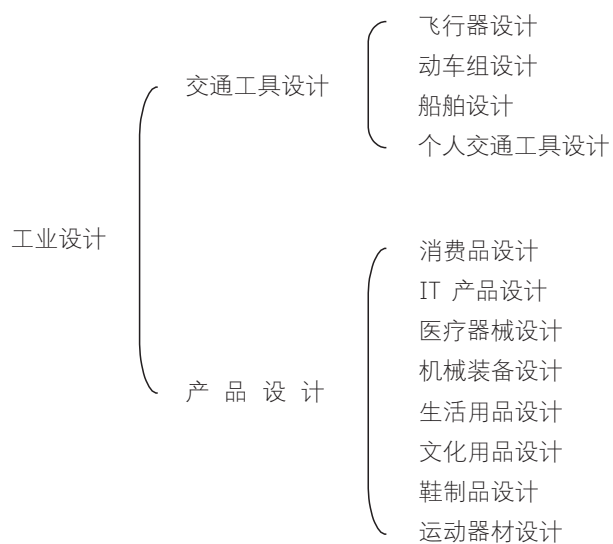 工业设计
交通工具设计
飞行器设计
动车组设计
船舶设计
个人交通工具设计
产品设计
消费品设计
IT 产品设计
医疗器械设计
机械装备设计
生活用品设计
文化用品设计
鞋制品设计
运动器材设计